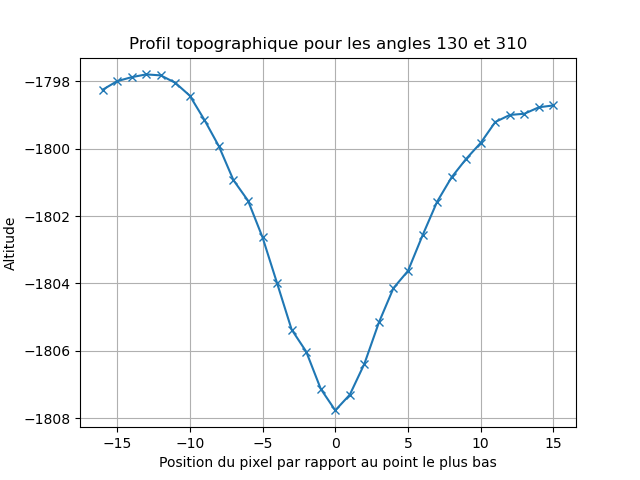 Profil topographique pour les angles 130 et 310
Altitude
−1798
−1800
−1802
−1804
−1806
−1808
−15 −10 −5 0 5 10 15
Position du pixel par rapport au point le plus bas